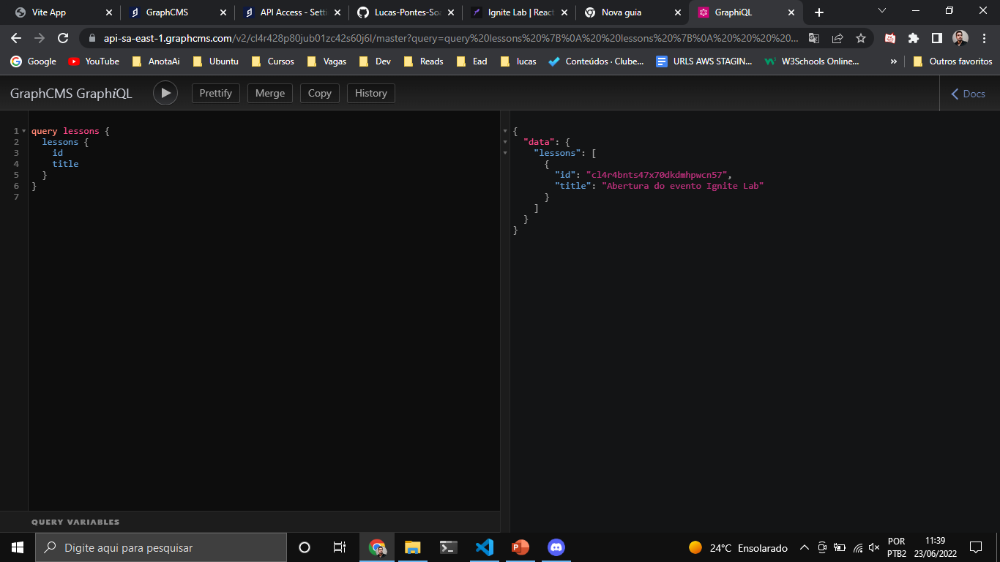 Vite App
GraphCMS
API Access - Setti
Lucas-Pontes-Soa
Ignite Lab | React
Nova guia
GraphiQL
api-sa-east-1.graphcms.com/v2/cl4r428p80jub01zc42s60j6l/master?query=query%20lessons%20%7B%0A%20%20lessons%20%7B%0A%20%20%20%20...
Google
YouTube
AnotaAi
Ubuntu
Cursos
Vagas
Dev
Reads
Ead
lucas
Conteúdos · Clube...
URLS AWS STAGIN...
W3Schools Online...
»
Outros favoritos
GraphCMS GraphiQL
Prettify
Merge
Copy
History
Docs
1 query lessons {
2 lessons {
3 id
4 title
5 }
6 }
7
{
"data": {
"lessons": [
{
"id": "cl4r4bnts47x70dkdmhpwcn57",
"title": "Abertura do evento Ignite Lab"
}
]
}
}
QUERY VARIABLES
Digite aqui para pesquisar
24°C Ensolarado
POR
PTB2
11:39
23/06/2022